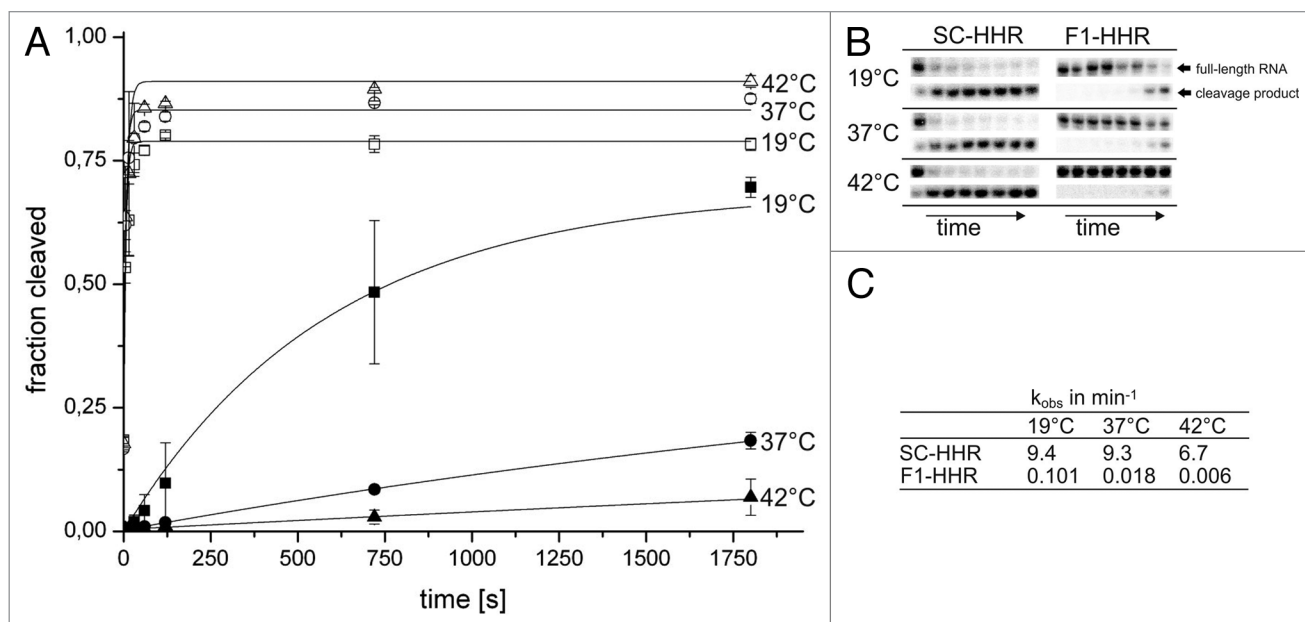 A
1,00
0,75
0,50
0,25
0,00
fraction cleaved
42°C
37°C
19°C
19°C
37°C
42°C
0 250 500 750 1000 1250 1500 1750
time [s]
B
SC-HHR F1-HHR
19°C
full-length RNA
cleavage product
37°C
42°C
time time
C
kobs in min-1
19°C 37°C 42°C
SC-HHR 9.4 9.3 6.7
F1-HHR 0.101 0.018 0.006